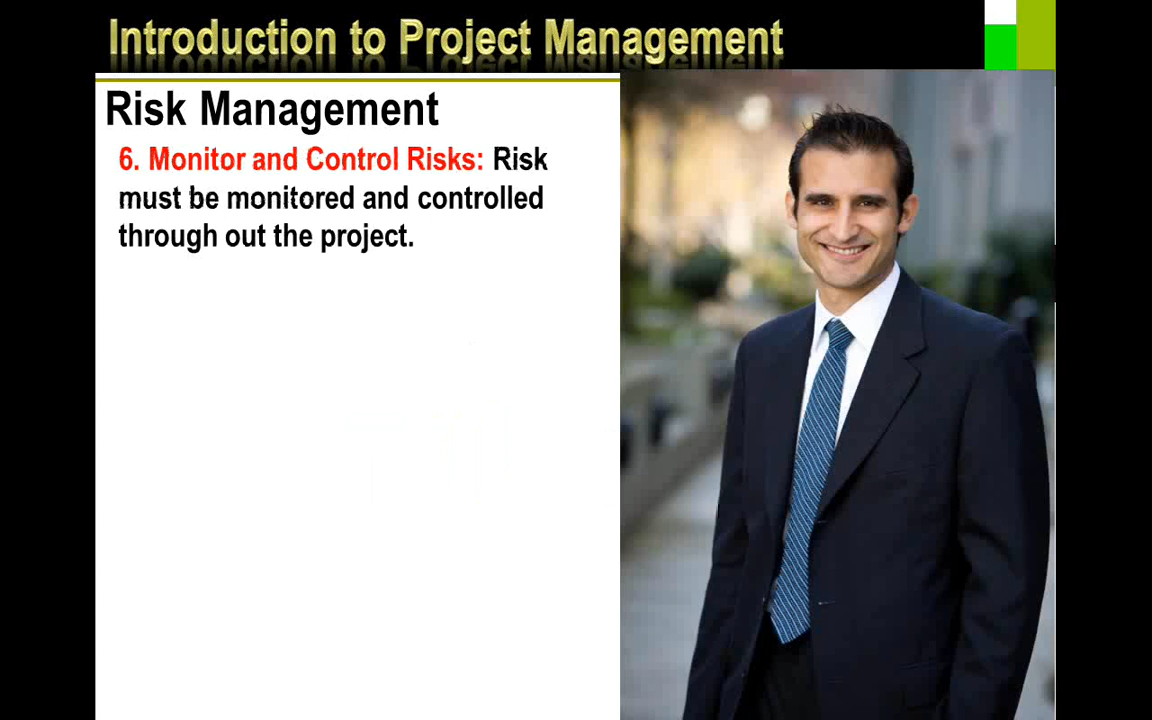 Introduction to Project Management
Risk Management
6. Monitor and Control Risks: Risk
must be monitored and controlled
through out the project.